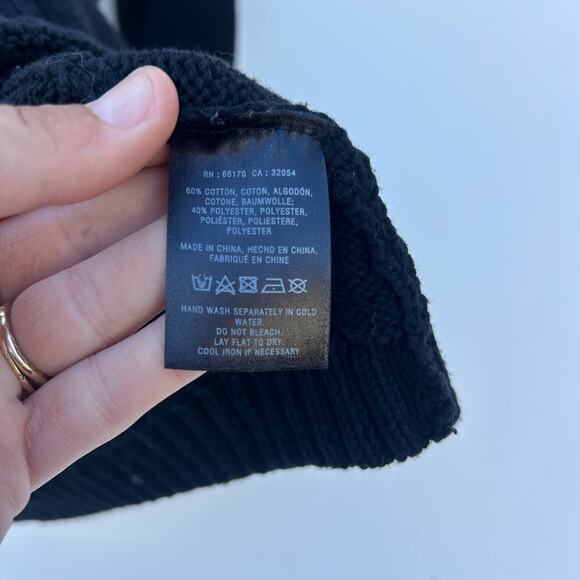 RN : 66170 CA : 32054
60% COTTON, COTON, ALGODÓN,
COTONE, BAUMWOLLE;
40% POLYESTER, POLYESTER,
POLIÉSTER, POLIESTERE,
POLYESTER
MADE IN CHINA, HECHO EN CHINA,
FABRIQUÉ EN CHINE
HAND WASH SEPARATELY IN COLD
WATER.
DO NOT BLEACH.
LAY FLAT TO DRY.
COOL IRON IF NECESSARY